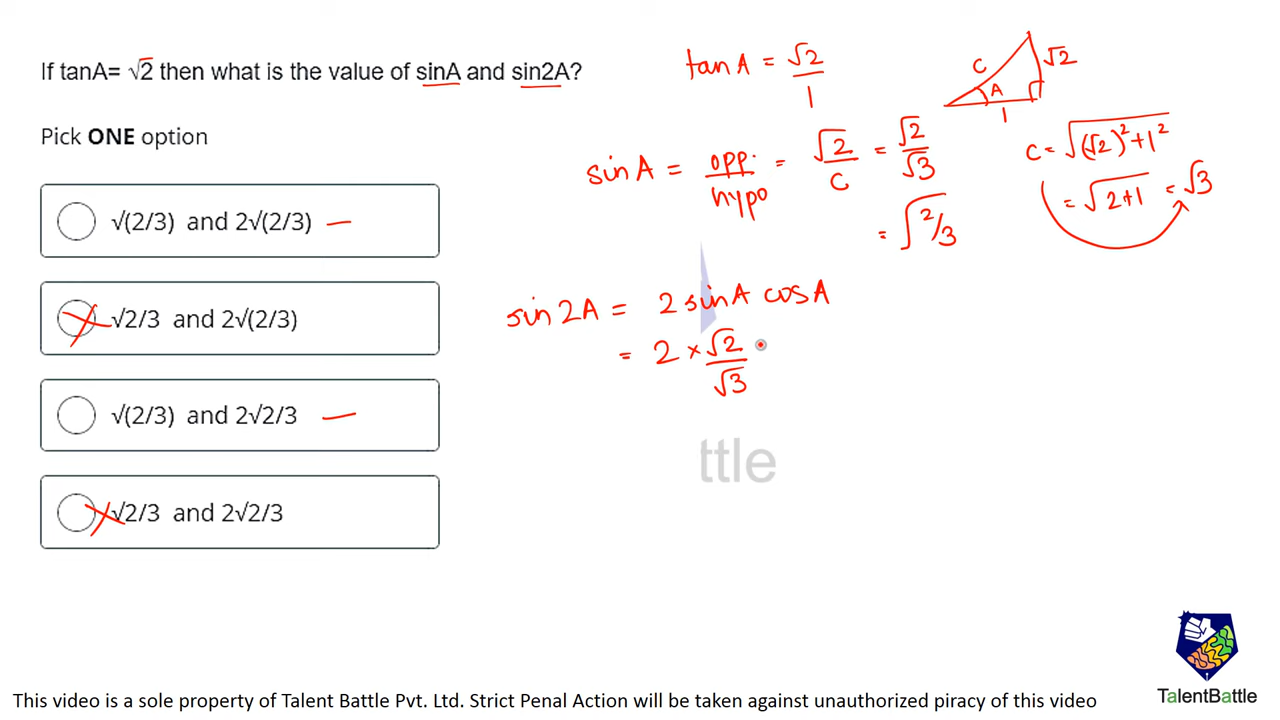 If tanA= √2 then what is the value of sinA and sin2A?
Pick ONE option
√(2/3) and 2√(2/3) –
√2/3 and 2√(2/3)
√(2/3) and 2√2/3 –
√2/3 and 2√2/3
tan A = √2/1
C
√2
A
1
sin A = opp./hypo = √2/C = √2/√3
= √2/3
C = √(√2)² + 1²
= √2+1 = √3
sin 2A = 2 sin A cos A
= 2 × √2/√3
ttle
TalentBattle
This video is a sole property of Talent Battle Pvt. Ltd. Strict Penal Action will be taken against unauthorized piracy of this video